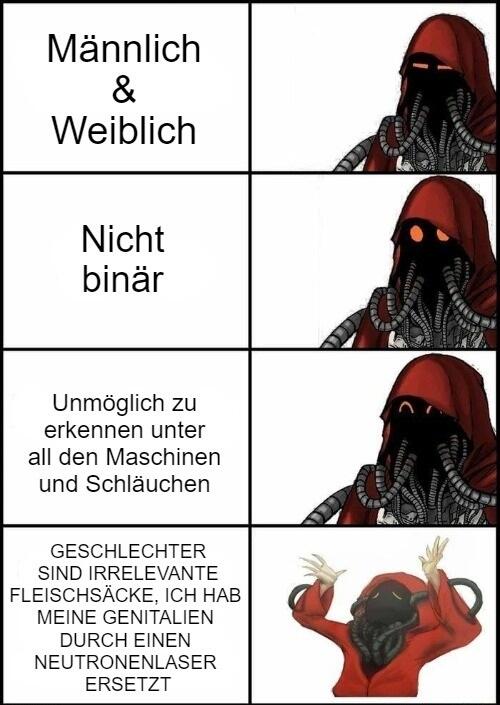 Männlich
&
Weiblich
Nicht
binär
Unmöglich zu
erkennen unter
all den Maschinen
und Schläuchen
GESCHLECHTER
SIND IRRELEVANTE
FLEISCHSÄCKE, ICH HAB
MEINE GENITALIEN
DURCH EINEN
NEUTRONENLASER
ERSETZT